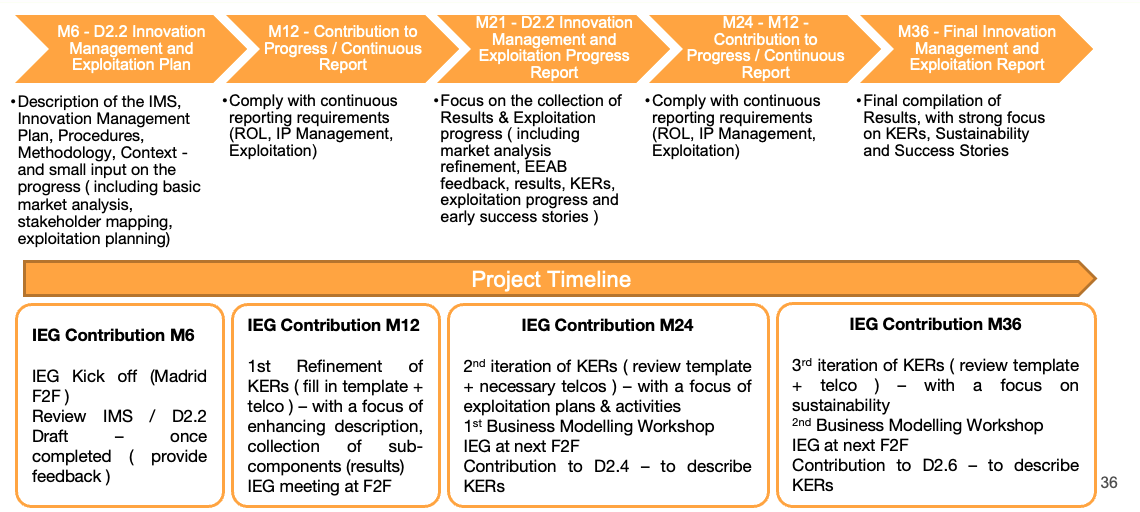 M6 - D2.2 Innovation
Management and
Exploitation Plan
M12 - Contribution to
Progress / Continuous
Report
M21 - D2.2 Innovation
Management and
Exploitation Progress
Report
M24 - M12 -
Contribution to
Progress / Continuous
Report
M36 - Final Innovation
Management and
Exploitation Report
•Description of the IMS,
Innovation Management
Plan, Procedures,
Methodology, Context -
and small input on the
progress ( including basic
market analysis,
stakeholder mapping,
exploitation planning)
•Comply with continuous
reporting requirements
(ROL, IP Management,
Exploitation)
•Focus on the collection of
Results & Exploitation
progress ( including
market analysis
refinement, EEAB
feedback, results, KERs,
exploitation progress and
early success stories )
•Comply with continuous
reporting requirements
(ROL, IP Management,
Exploitation)
•Final compilation of
Results, with strong focus
on KERs, Sustainability
and Success Stories
Project Timeline
IEG Contribution M6
IEG Kick off (Madrid
F2F )
Review IMS / D2.2
Draft – once
completed ( provide
feedback )
IEG Contribution M12
1st Refinement of
KERs ( fill in template +
telco ) – with a focus of
enhancing description,
collection of sub-
components (results)
IEG meeting at F2F
IEG Contribution M24
2nd iteration of KERs ( review template
+ necessary telcos ) – with a focus of
exploitation plans & activities
1st Business Modelling Workshop
IEG at next F2F
Contribution to D2.4 – to describe
KERs
IEG Contribution M36
3rd iteration of KERs ( review template
+ telco ) – with a focus on
sustainability
2nd Business Modelling Workshop
IEG at next F2F
Contribution to D2.6 – to describe
KERs
36